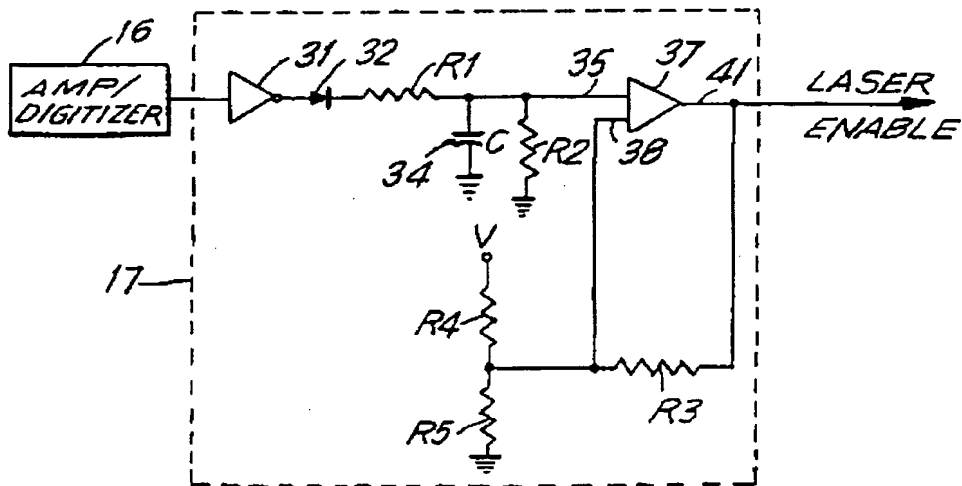 16
AMP/
DIGITIZER
31
32
R1
35
37
41
LASER
ENABLE
34
C
R2
38
V
17
R4
R3
R5